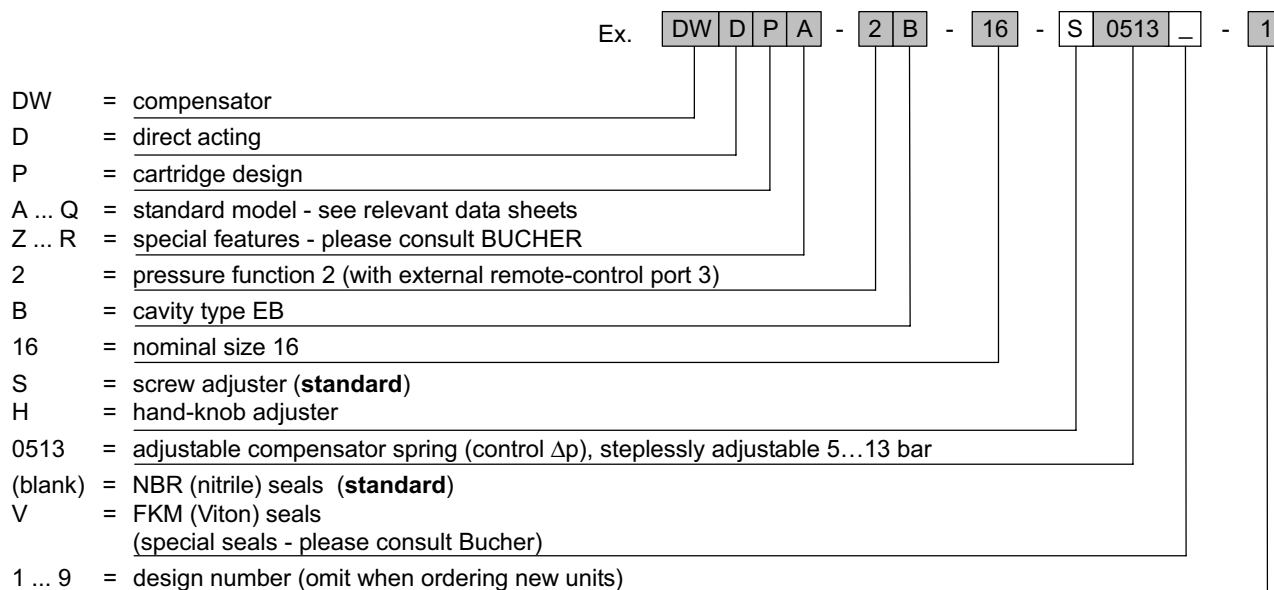 Ex. DW D P A - 2 B - 16 - S 0513 _ - 1
DW = compensator
D = direct acting
P = cartridge design
A ... Q = standard model - see relevant data sheets
Z ... R = special features - please consult BUCHER
2 = pressure function 2 (with external remote-control port 3)
B = cavity type EB
16 = nominal size 16
S = screw adjuster (standard)
H = hand-knob adjuster
0513 = adjustable compensator spring (control Δp), steplessly adjustable 5…13 bar
(blank) = NBR (nitrile) seals (standard)
V = FKM (Viton) seals
(special seals - please consult Bucher)
1 ... 9 = design number (omit when ordering new units)